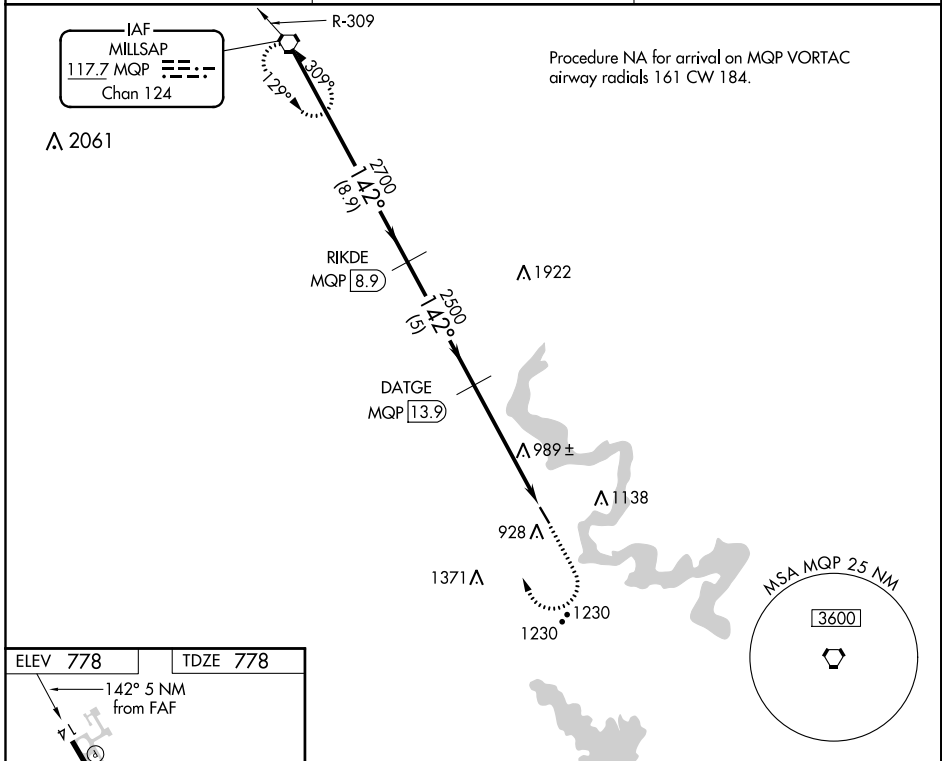 IAF
MILLSAP
117.7 MQP
Chan 124
R-309
Procedure NA for arrival on MQP VORTAC
airway radials 161 CW 184.
309°
129°
2061
2700
142°
(8.9)
RIKDE
MQP 8.9
1922
2500
142°
(5)
DATGE
MQP 13.9
989 ±
1138
928
1371
1230
1230
MSA MQP 25 NM
3600
ELEV 778
TDZE 778
142° 5 NM
from FAF
14
P